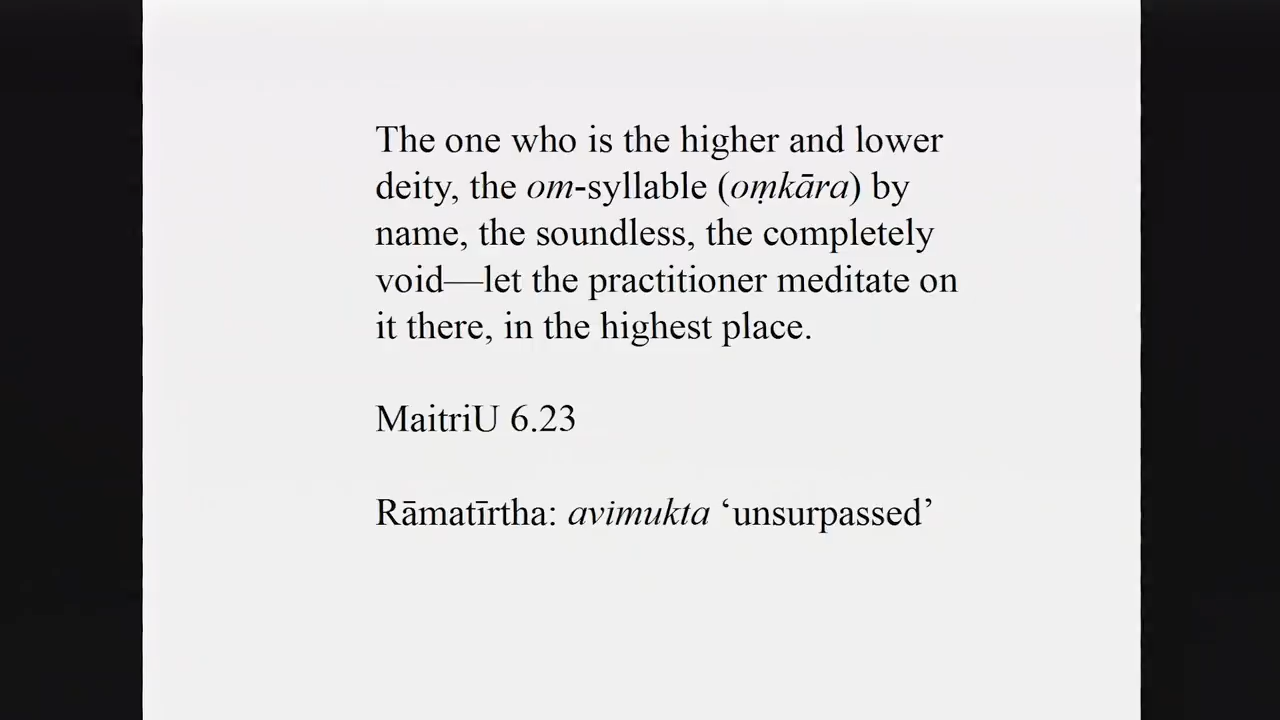 The one who is the higher and lower
deity, the om-syllable (oṃkāra) by
name, the soundless, the completely
void—let the practitioner meditate on
it there, in the highest place.
MaitriU 6.23
Rāmatīrtha: avimukta ‘unsurpassed’